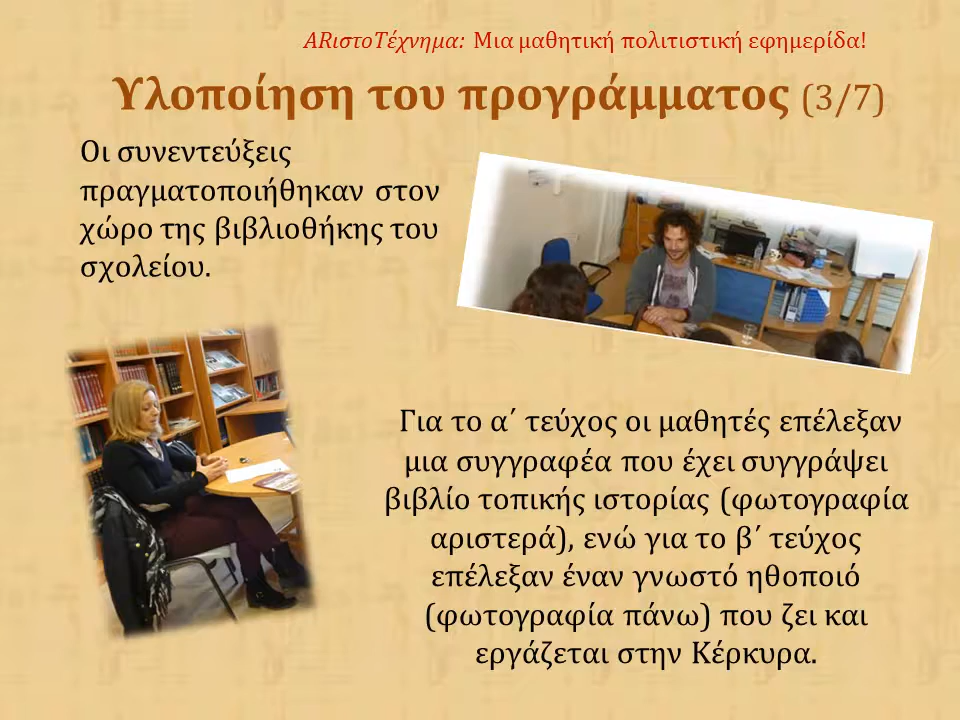 ARιστοΤέχνημα: Μια μαθητική πολιτιστική εφημερίδα!
Υλοποίηση του προγράμματος (3/7)
Οι συνεντεύξεις
πραγματοποιήθηκαν στον
χώρο της βιβλιοθήκης του
σχολείου.
Για το α΄ τεύχος οι μαθητές επέλεξαν
μια συγγραφέα που έχει συγγράψει
βιβλίο τοπικής ιστορίας (φωτογραφία
αριστερά), ενώ για το β΄ τεύχος
επέλεξαν έναν γνωστό ηθοποιό
(φωτογραφία πάνω) που ζει και
εργάζεται στην Κέρκυρα.